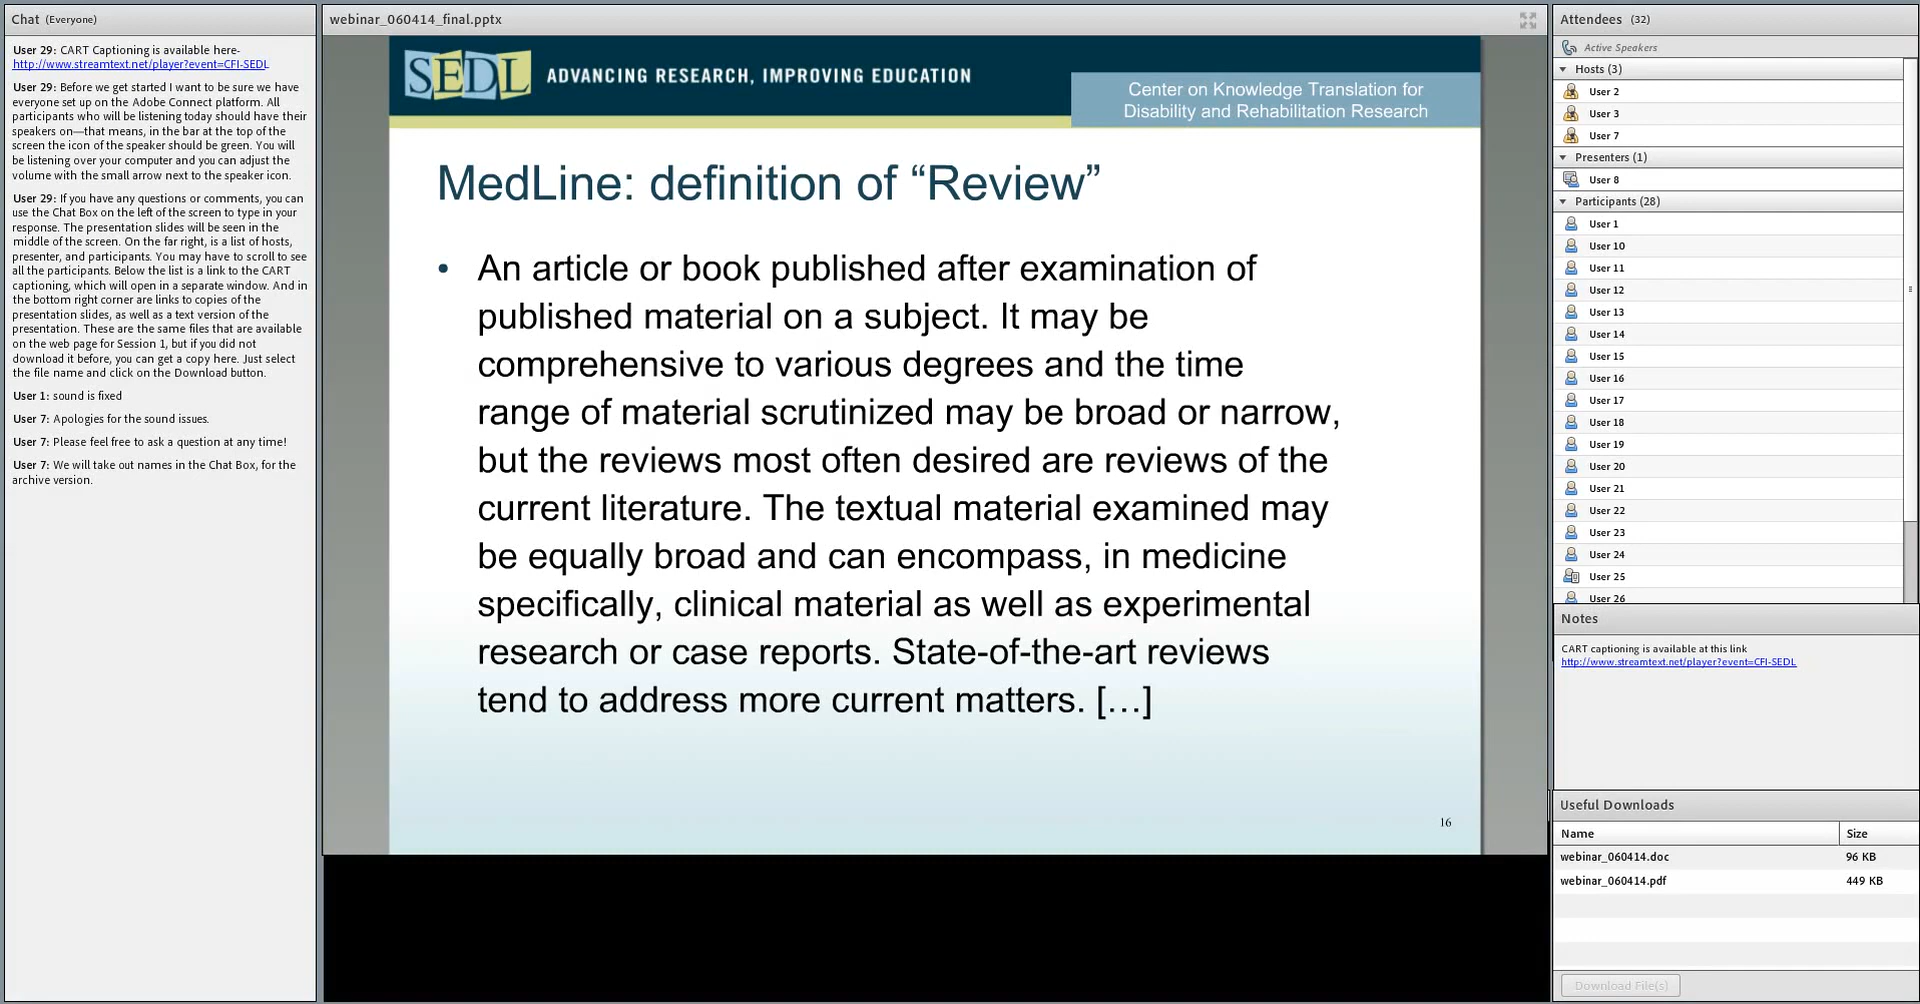 Chat (Everyone)
User 29: CART Captioning is available here-
http://www.streamtext.net/player?event=CFI-SEDL
User 29: Before we get started I want to be sure we have
everyone set up on the Adobe Connect platform. All
participants who will be listening today should have their
speakers on—that means, in the bar at the top of the
screen the icon of the speaker should be green. You will
be listening over your computer and you can adjust the
volume with the small arrow next to the speaker icon.
User 29: If you have any questions or comments, you can
use the Chat Box on the left of the screen to type in your
response. The presentation slides will be seen in the
middle of the screen. On the far right, is a list of hosts,
presenter, and participants. You may have to scroll to see
all the participants. Below the list is a link to the CART
captioning, which will open in a separate window. And in
the bottom right corner are links to copies of the
presentation slides, as well as a text version of the
presentation. These are the same files that are available
on the web page for Session 1, but if you did not
download it before, you can get a copy here. Just select
the file name and click on the Download button.
User 1: sound is fixed
User 7: Apologies for the sound issues.
User 7: Please feel free to ask a question at any time!
User 7: We will take out names in the Chat Box, for the
archive version.
webinar_060414_final.pptx
SEDL ADVANCING RESEARCH, IMPROVING EDUCATION
Center on Knowledge Translation for
Disability and Rehabilitation Research
MedLine: definition of “Review”
• An article or book published after examination of
published material on a subject. It may be
comprehensive to various degrees and the time
range of material scrutinized may be broad or narrow,
but the reviews most often desired are reviews of the
current literature. The textual material examined may
be equally broad and can encompass, in medicine
specifically, clinical material as well as experimental
research or case reports. State-of-the-art reviews
tend to address more current matters. […]
16
Attendees (32)
Active Speakers
Hosts (3)
User 2
User 3
User 7
Presenters (1)
User 8
Participants (28)
User 1
User 10
User 11
User 12
User 13
User 14
User 15
User 16
User 17
User 18
User 19
User 20
User 21
User 22
User 23
User 24
User 25
User 26
Notes
CART captioning is available at this link
http://www.streamtext.net/player?event=CFI-SEDL
Useful Downloads
Name Size
webinar_060414.doc 96 KB
webinar_060414.pdf 449 KB
Download File(s)